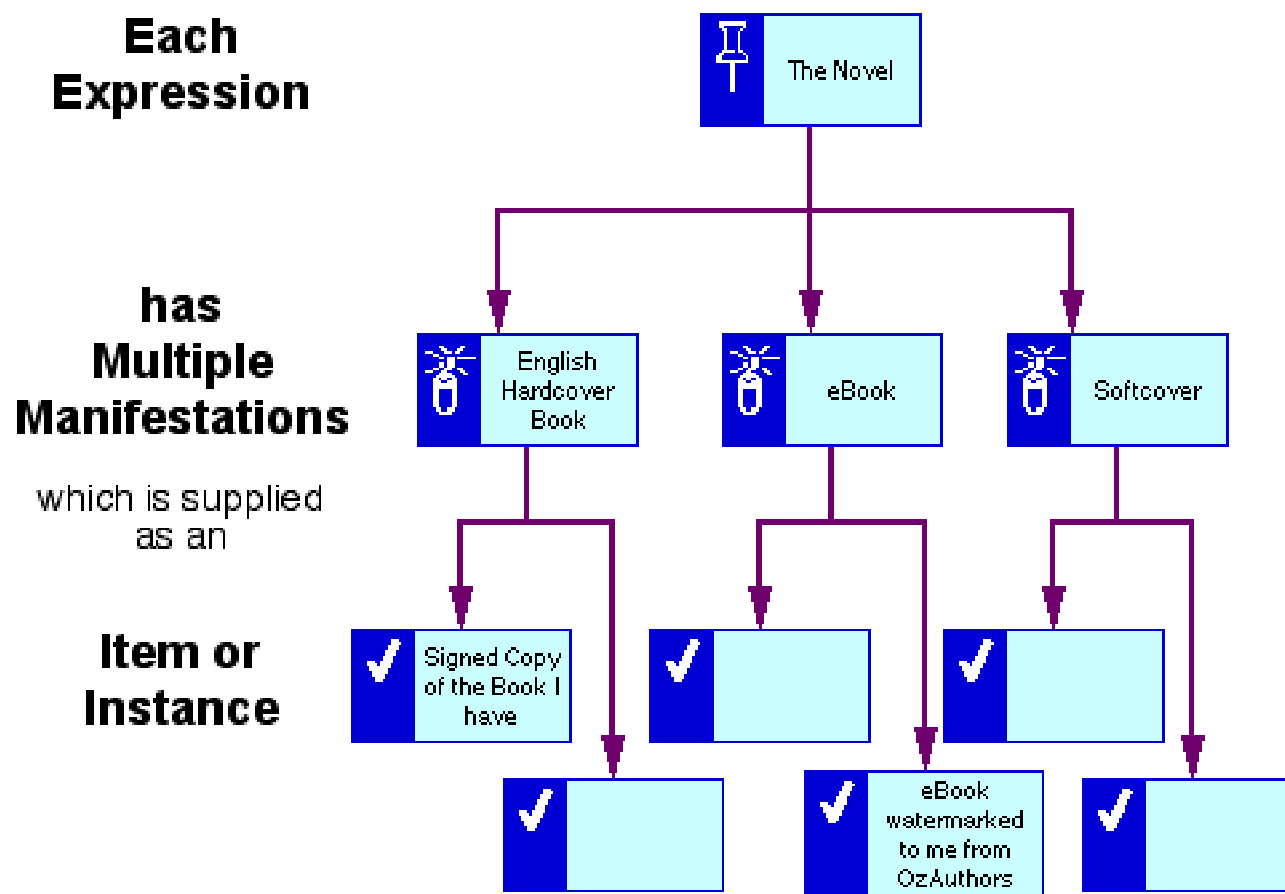 Each
Expression
The Novel
has
Multiple
Manifestations
English
Hardcover
Book
eBook
Softcover
which is supplied
as an
Item or
Instance
Signed Copy
of the Book I
have
eBook
watermarked
to me from
OzAuthors